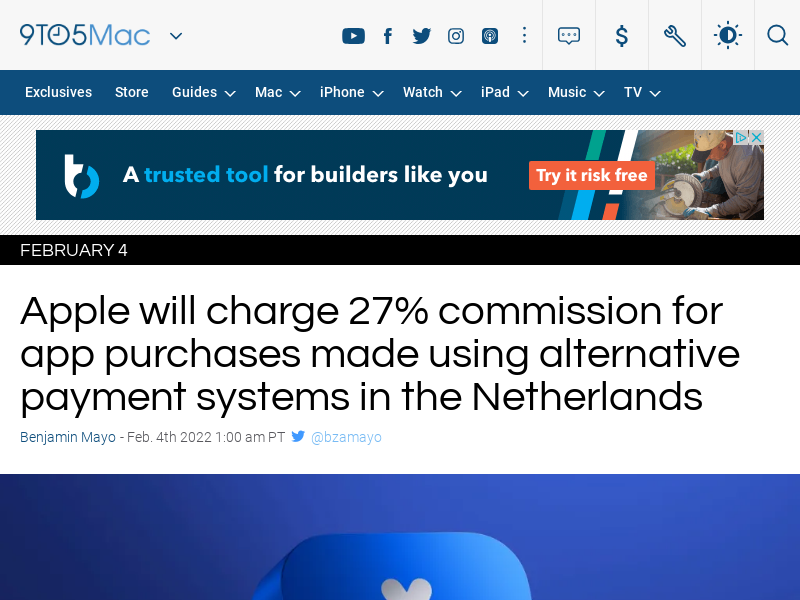 9TO5Mac
Exclusives Store Guides Mac iPhone Watch iPad Music TV
A trusted tool for builders like you
Try it risk free
FEBRUARY 4
Apple will charge 27% commission for
app purchases made using alternative
payment systems in the Netherlands
Benjamin Mayo - Feb. 4th 2022 1:00 am PT @bzamayo